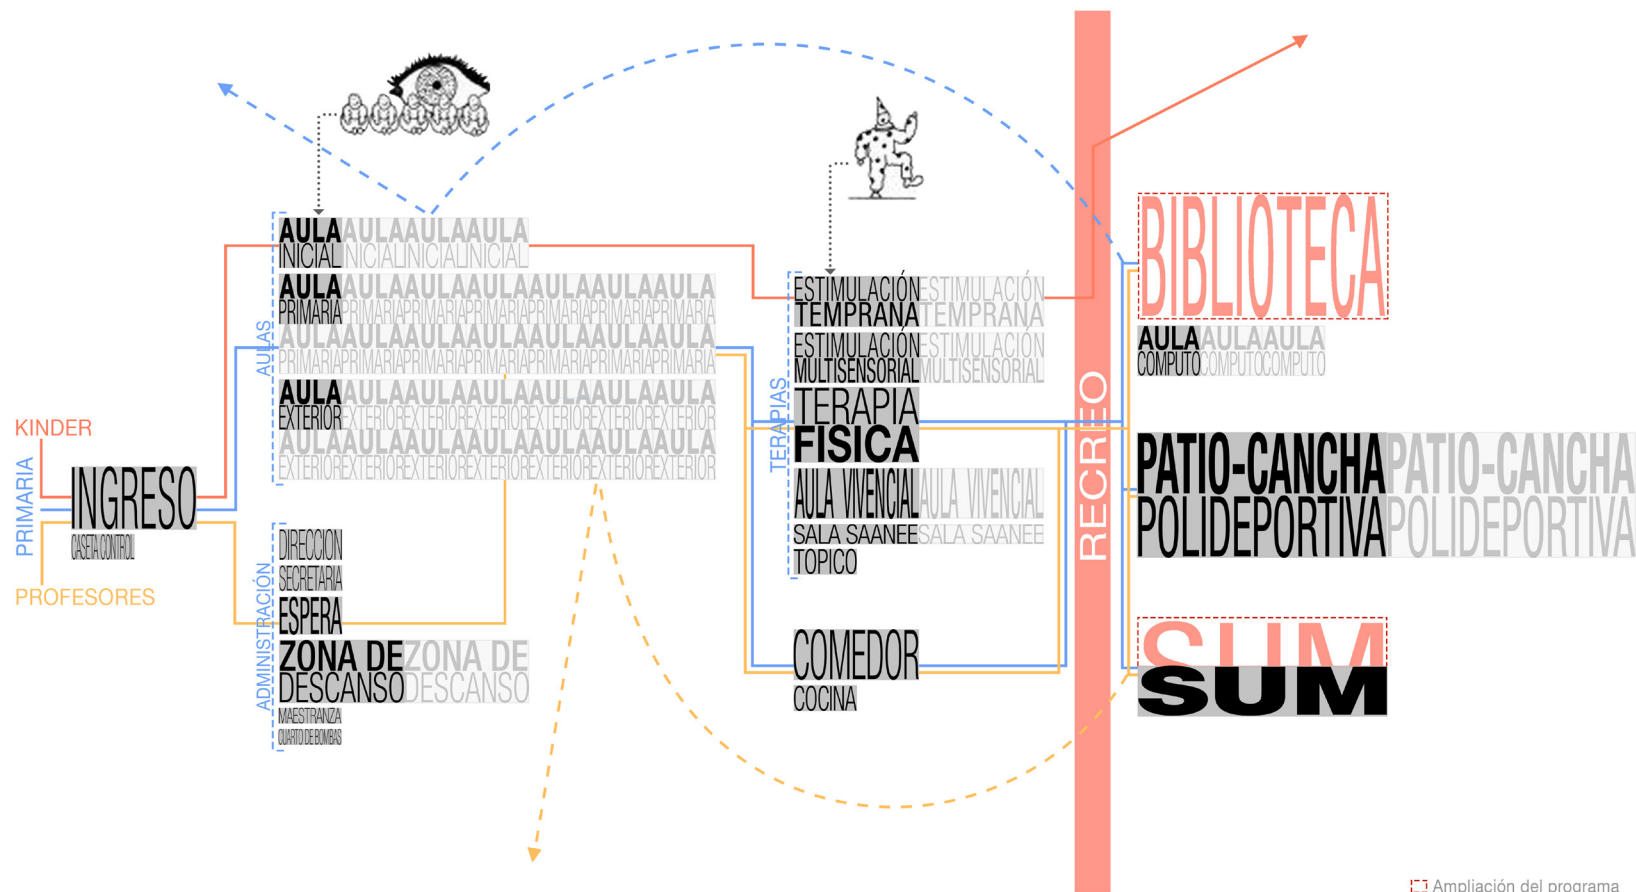 KINDER
PRIMARIA
PROFESORES
INGRESO
CASETA CONTROL
AULAS
AULAAULAAULAAULA
INICIALINICIALINICIALINICIAL
AULAAULAAULAAULAAULAAULAAULA
PRIMARIAPRIMARIAPRIMARIAPRIMARIAPRIMARIAPRIMARIAPRIMARIA
AULAAULAAULAAULAAULAAULAAULA
PRIMARIAPRIMARIAPRIMARIAPRIMARIAPRIMARIAPRIMARIAPRIMARIA
AULAAULAAULAAULAAULAAULAAULA
EXTERIOREXTERIOREXTERIOREXTERIOREXTERIOREXTERIOREXTERIOR
AULAAULAAULAAULAAULAAULAAULA
EXTERIOREXTERIOREXTERIOREXTERIOREXTERIOREXTERIOREXTERIOR
ADMINISTRACIÓN
DIRECCION
SECRETARIA
ESPERA
ZONA DEZONA DE
DESCANSODESCANSO
MAESTRANZA
CUARTO DE BOMBAS
TERAPIAS
ESTIMULACIÓNESTIMULACIÓN
TEMPRANATEMPRANA
ESTIMULACIÓNESTIMULACIÓN
MULTISENSORIALMULTISENSORIAL
TERAPIA
FISICA
AULA VIVENCIALAULA VIVENCIAL
SALA SAANEESALA SAANEE
TOPICO
COMEDOR
COCINA
RECREO
BIBLIOTECA
AULAAULAAULA
COMPUTOCOMPUTOCOMPUTO
PATIO-CANCHAPATIO-CANCHA
POLIDEPORTIVAPOLIDEPORTIVA
SUM
SUM
Ampliación del programa